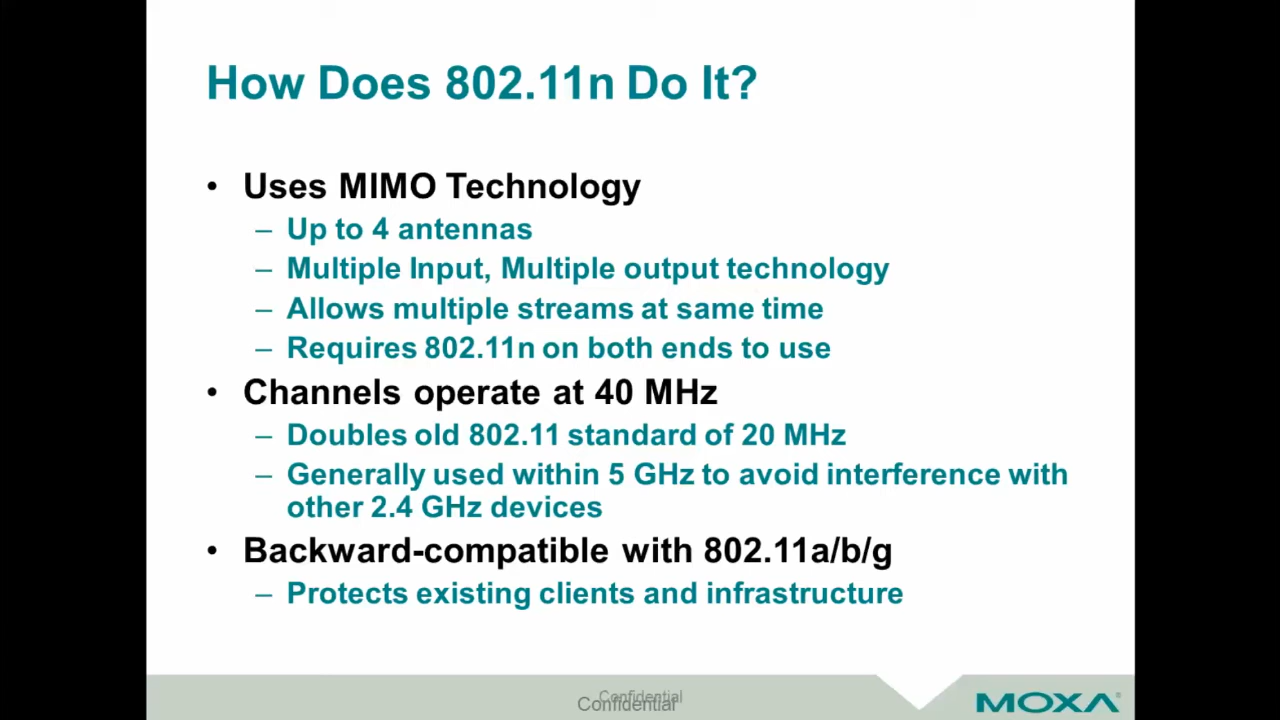 How Does 802.11n Do It?
• Uses MIMO Technology
– Up to 4 antennas
– Multiple Input, Multiple output technology
– Allows multiple streams at same time
– Requires 802.11n on both ends to use
• Channels operate at 40 MHz
– Doubles old 802.11 standard of 20 MHz
– Generally used within 5 GHz to avoid interference with
other 2.4 GHz devices
• Backward-compatible with 802.11a/b/g
– Protects existing clients and infrastructure
Confidential
Confidential
MOXA®